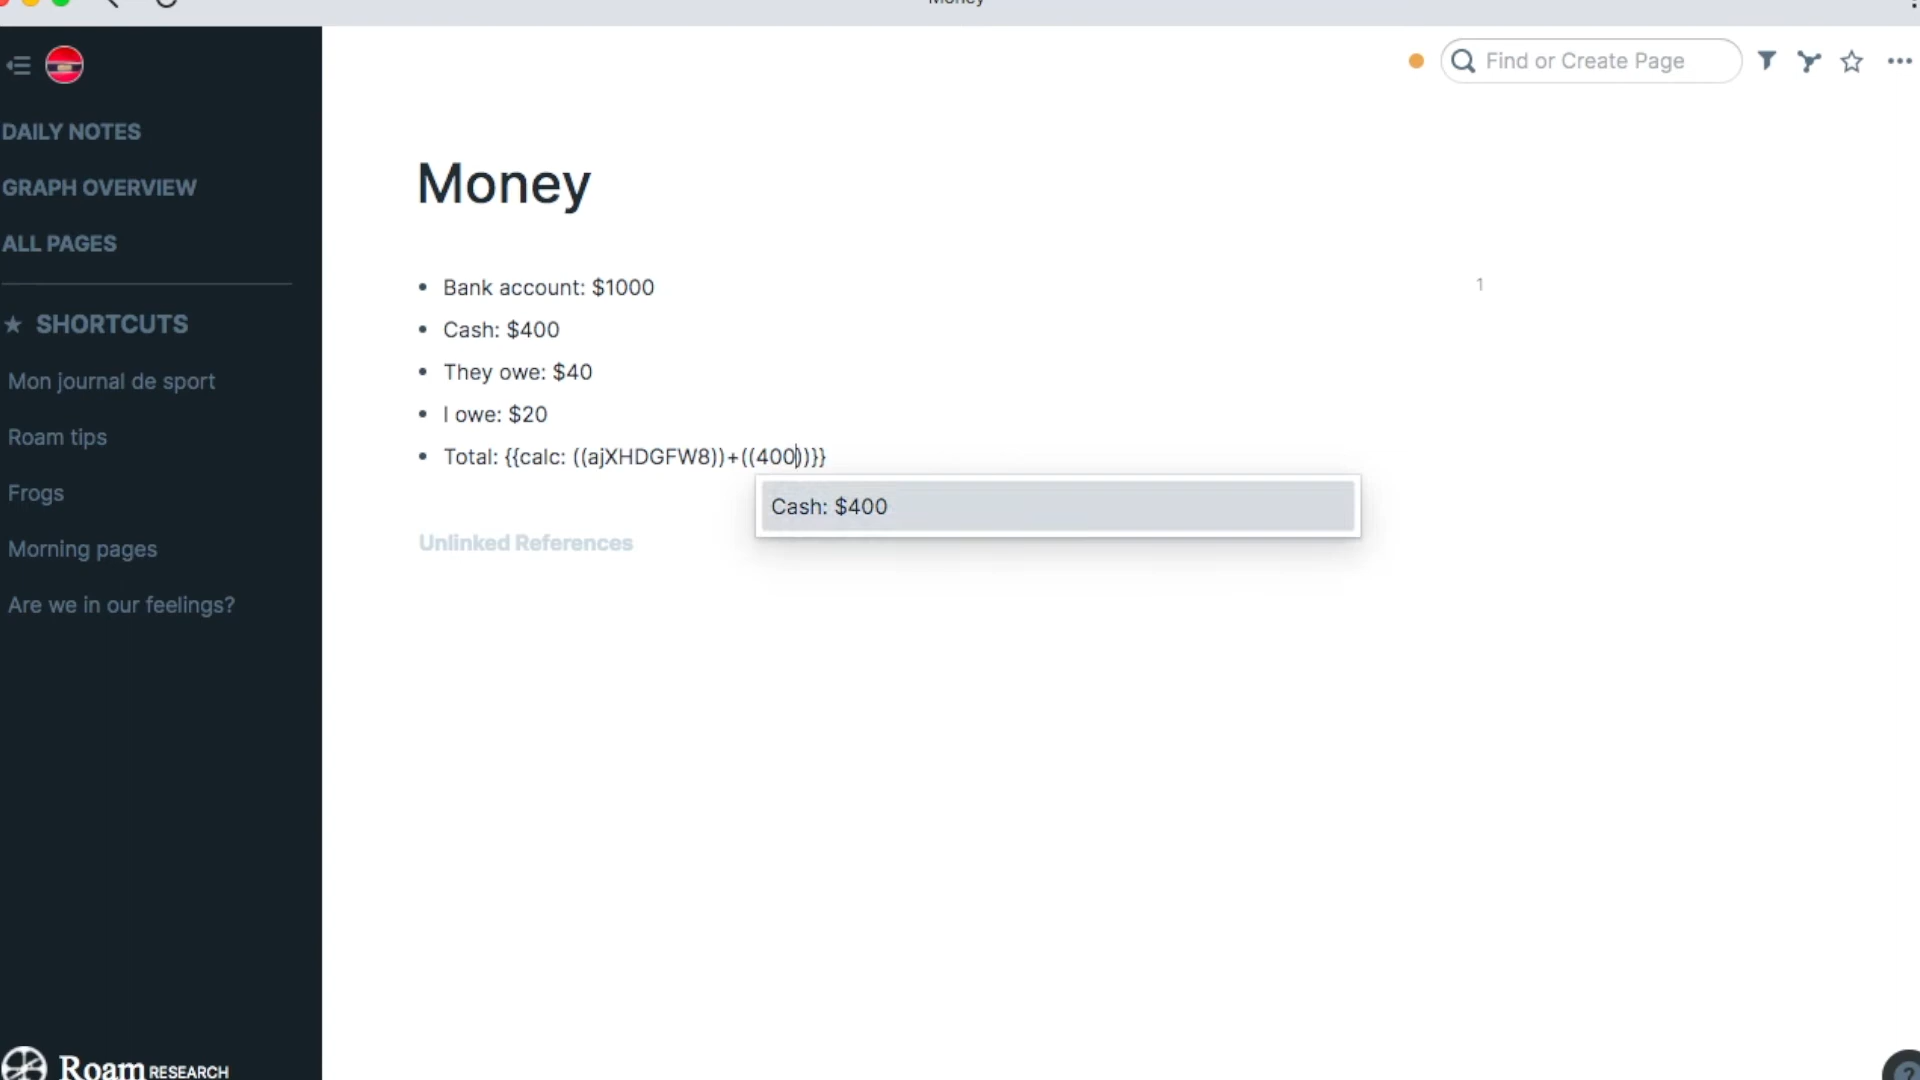 Money
DAILY NOTES
GRAPH OVERVIEW
ALL PAGES
★ SHORTCUTS
Mon journal de sport
Roam tips
Frogs
Morning pages
Are we in our feelings?
Roam RESEARCH
Find or Create Page
Money
• Bank account: $1000
1
• Cash: $400
• They owe: $40
• I owe: $20
• Total: {{calc: ((ajXHDGFW8))+((400))}}
Cash: $400
Unlinked References
?